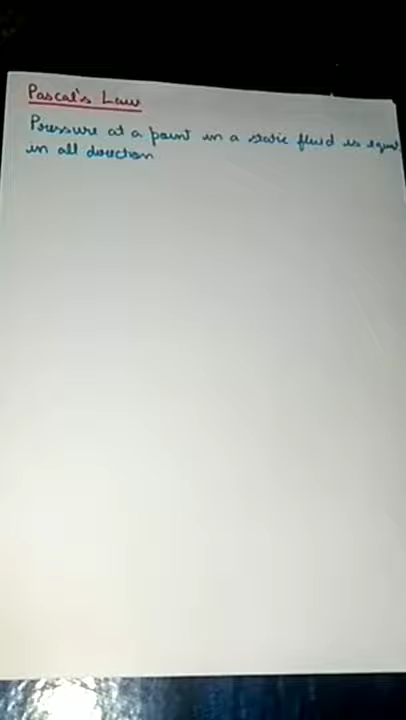 Pascal's Law
Pressure at a point in a static fluid is equal
in all direction